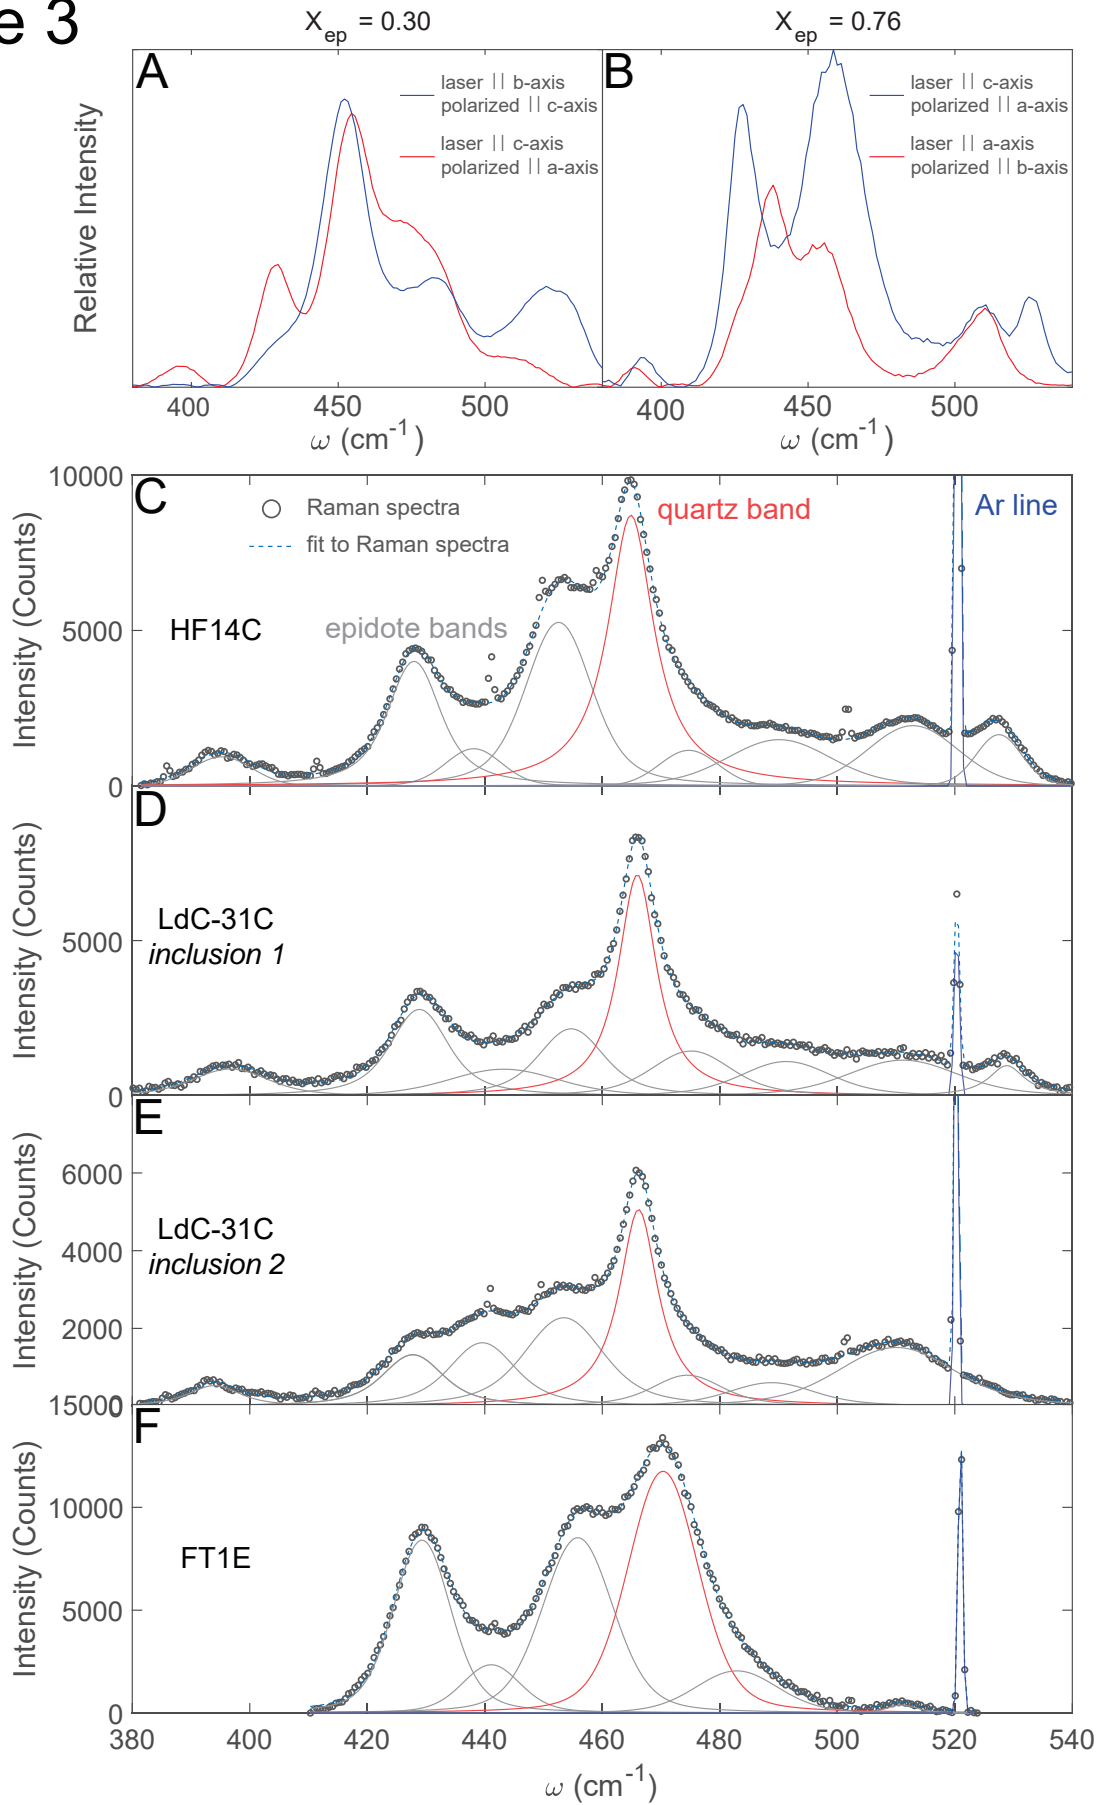 e 3
X_ep = 0.30
X_ep = 0.76
A
laser || b-axis
polarized || c-axis
laser || c-axis
polarized || a-axis
B
laser || c-axis
polarized || a-axis
laser || a-axis
polarized || b-axis
Relative Intensity
400 450 500
400 450 500
ω (cm⁻¹)
ω (cm⁻¹)
C
Raman spectra
fit to Raman spectra
quartz band
Ar line
HF14C
epidote bands
Intensity (Counts)
10000
5000
0
D
LdC-31C
inclusion 1
Intensity (Counts)
5000
0
E
LdC-31C
inclusion 2
Intensity (Counts)
6000
4000
2000
0
F
FT1E
Intensity (Counts)
15000
10000
5000
0
380 400 420 440 460 480 500 520 540
ω (cm⁻¹)